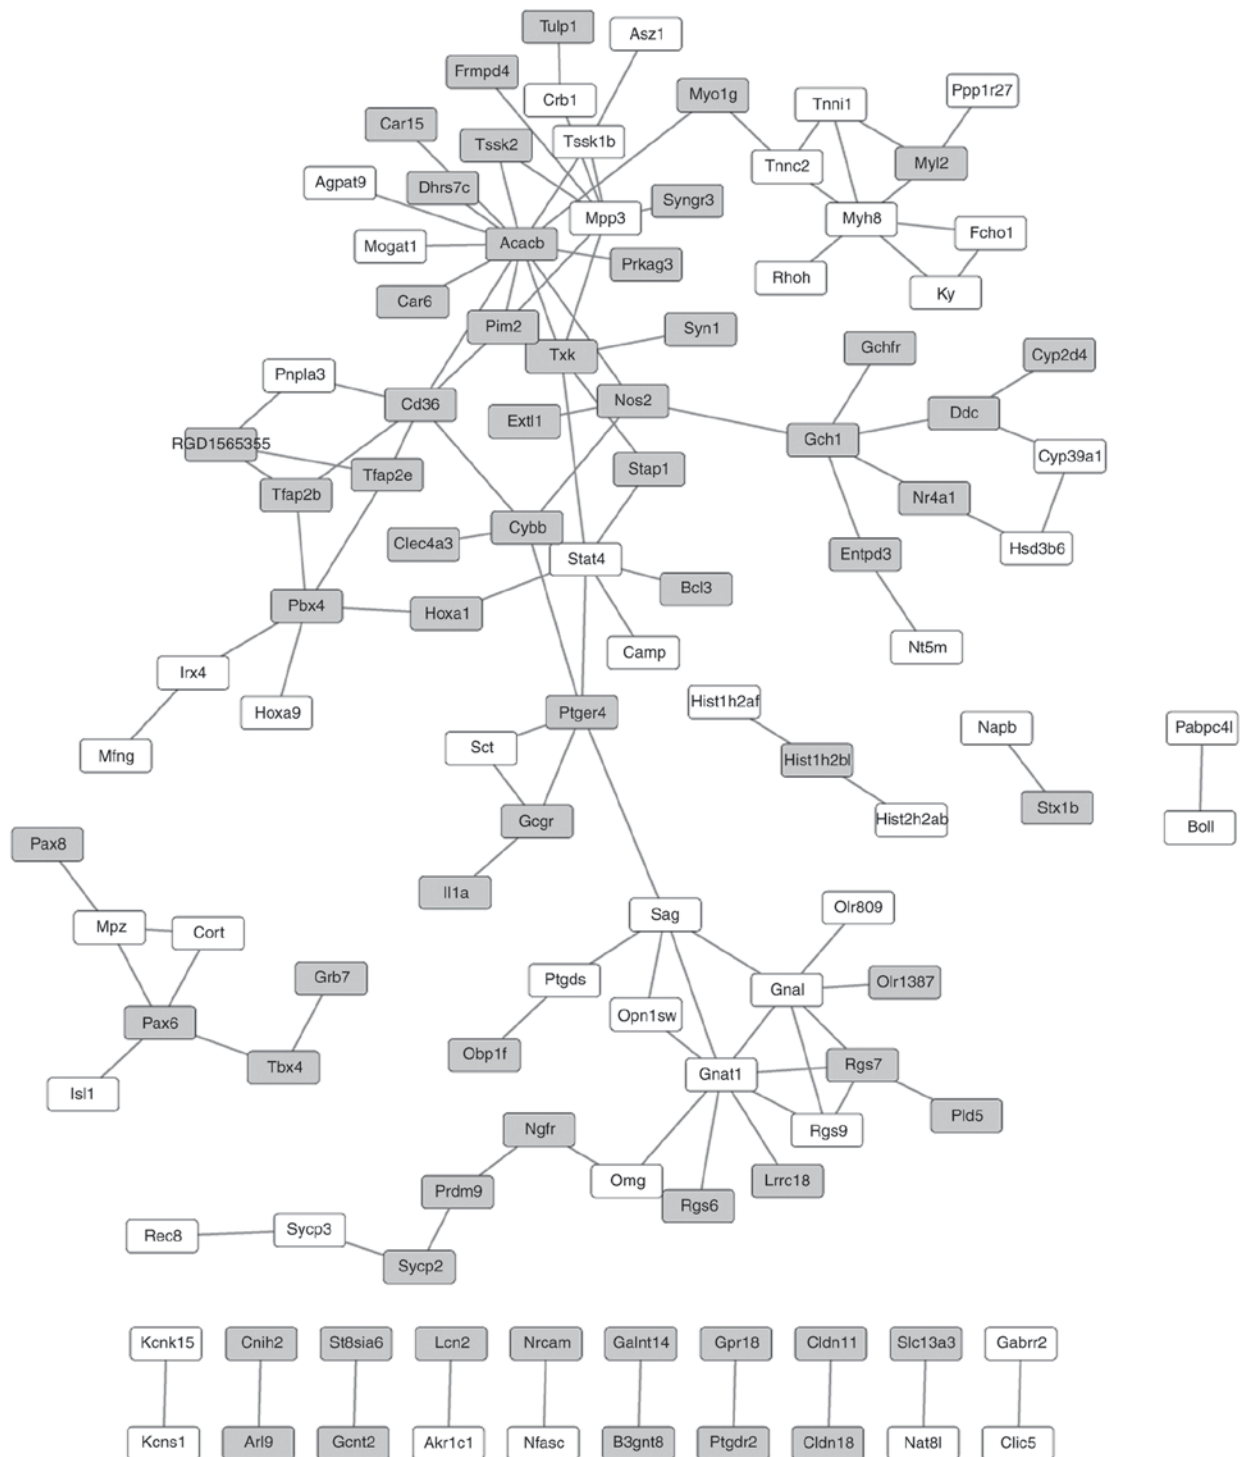 Tulp1
Asz1
Frmpd4
Crb1
Myo1g
Tnni1
Ppp1r27
Car15
Tssk2
Tssk1b
Tnnc2
Myl2
Agpat9
Dhrs7c
Syngr3
Mpp3
Myh8
Fcho1
Mogat1
Acacb
Prkag3
Rhoh
Ky
Car6
Pim2
Syn1
Txk
Gchfr
Cyp2d4
Pnpla3
Cd36
Nos2
Extl1
Ddc
Gch1
RGD1565355
Cyp39a1
Tfap2e
Stap1
Tfap2b
Nr4a1
Cybb
Clec4a3
Stat4
Entpd3
Hsd3b6
Bcl3
Pbx4
Hoxa1
Camp
Nt5m
Irx4
Hoxa9
Ptger4
Hist1h2af
Napb
Pabpc4l
Mfng
Sct
Hist1h2bl
Stx1b
Gcgr
Hist2h2ab
Boll
Pax8
Il1a
Sag
Olr809
Mpz
Cort
Grb7
Ptgds
Gnal
Olr1387
Pax6
Opn1sw
Obp1f
Tbx4
Gnat1
Rgs7
Isl1
Pld5
Ngfr
Rgs9
Omg
Lrrc18
Prdm9
Rgs6
Rec8
Sycp3
Sycp2
Kcnk15
Cnih2
St8sia6
Lcn2
Nrcam
Galnt14
Gpr18
Cldn11
Slc13a3
Gabrr2
Kcns1
Arl9
Gcnt2
Akr1c1
Nfasc
B3gnt8
Ptgdr2
Cldn18
Nat8l
Clic5